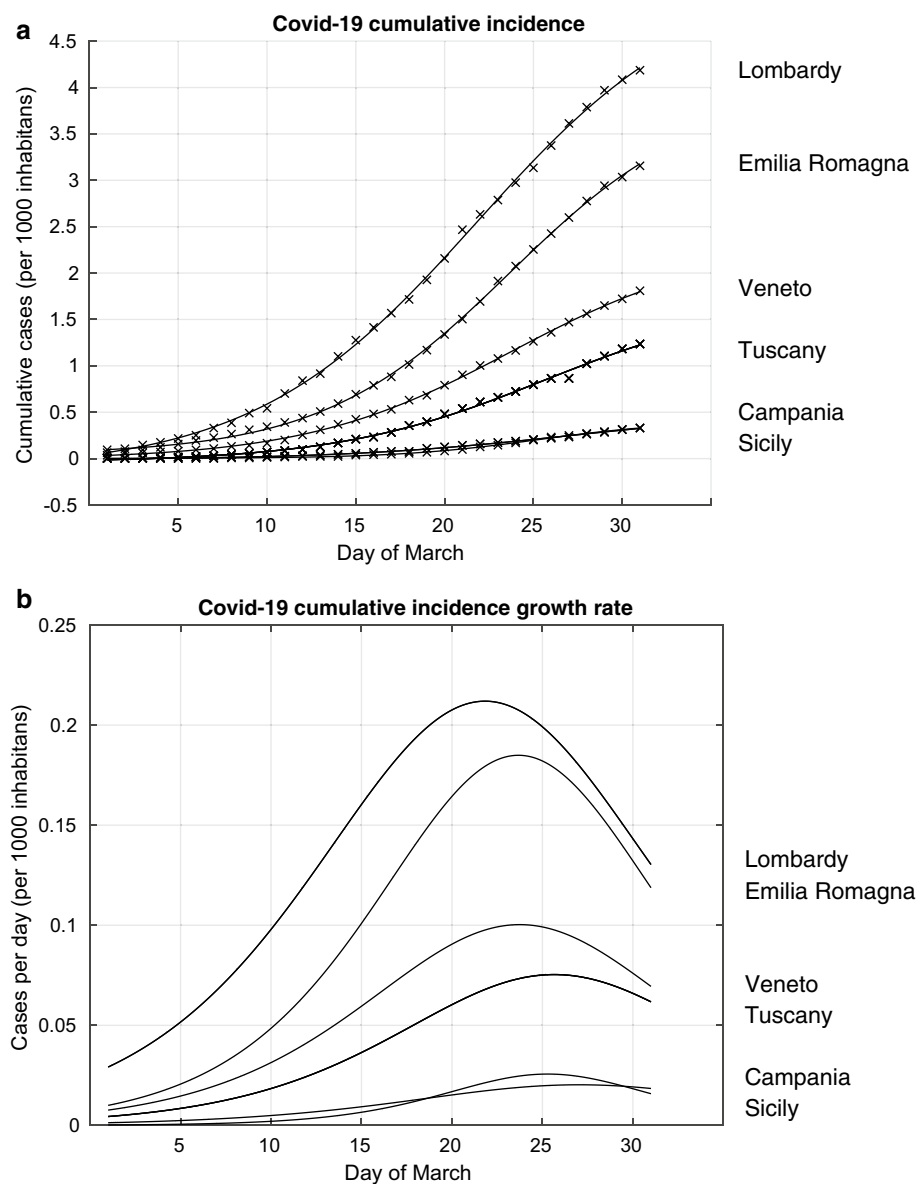 a
Covid-19 cumulative incidence
4.5
4
3.5
3
2.5
2
1.5
1
0.5
0
-0.5
Cumulative cases (per 1000 inhabitans)
5 10 15 20 25 30
Day of March
Lombardy
Emilia Romagna
Veneto
Tuscany
Campania
Sicily
b
Covid-19 cumulative incidence growth rate
0.25
0.2
0.15
0.1
0.05
0
Cases per day (per 1000 inhabitans)
5 10 15 20 25 30
Day of March
Lombardy
Emilia Romagna
Veneto
Tuscany
Campania
Sicily